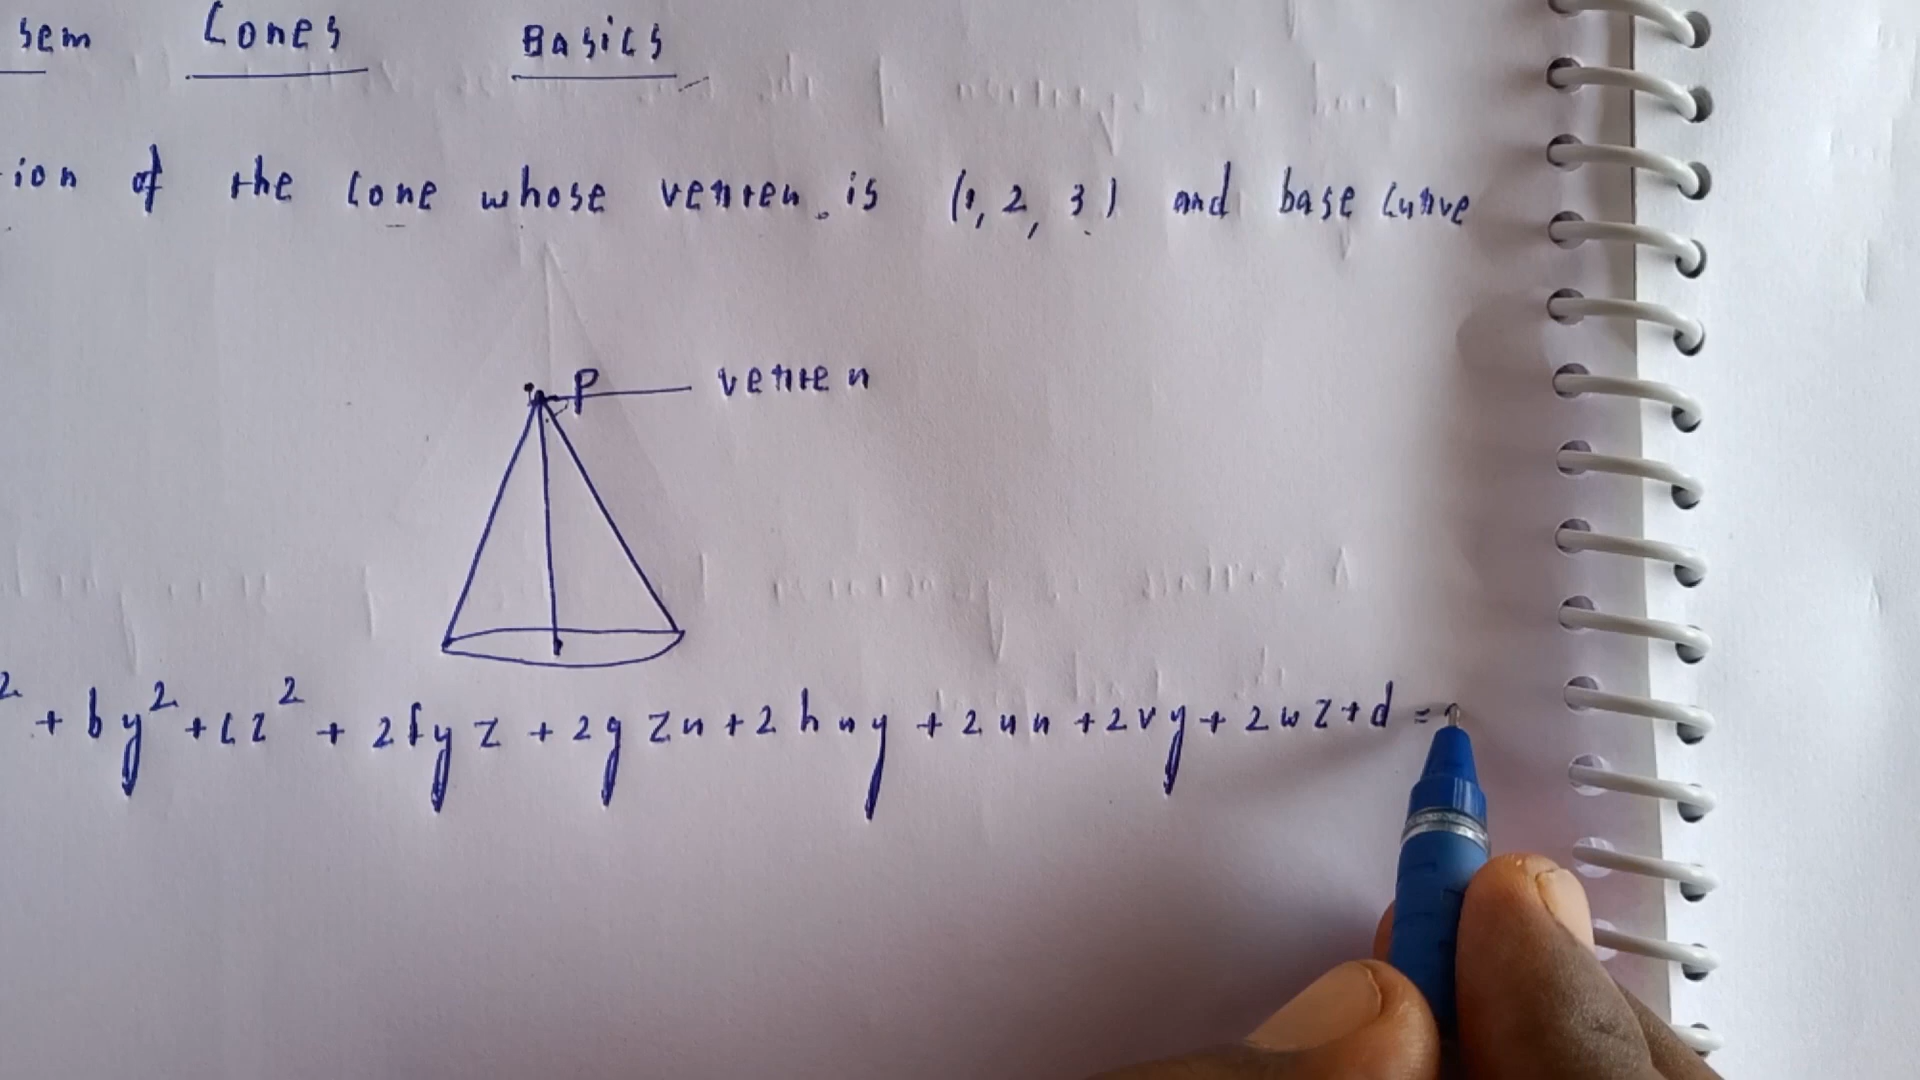 sem Cones Basics
ion of the cone whose vertex is (1, 2, 3) and base curve
P vertex
2 + by² + cz² + 2fyz + 2gzx + 2hxy + 2ux + 2vy + 2wz + d =